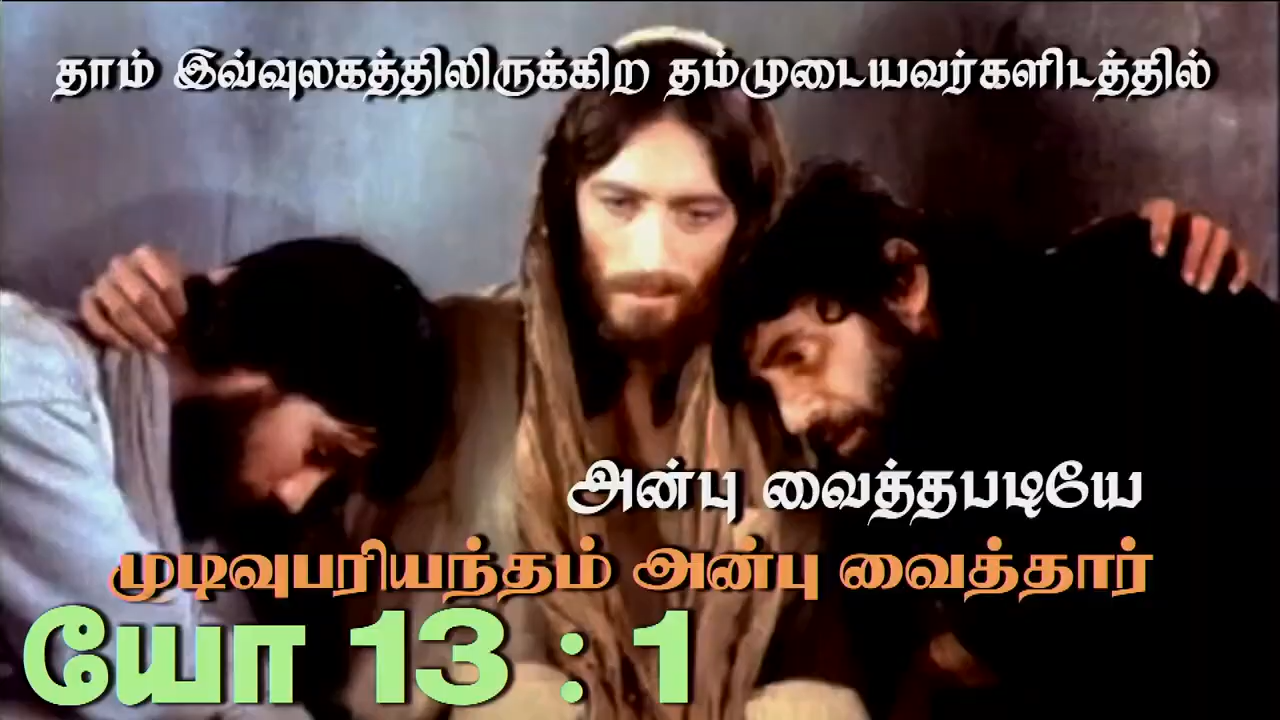 தாம் இவ்வுலகத்திலிருக்கிற தம்முடையவர்களிடத்தில்
அன்பு வைத்தபடியே
முடிவுபரியந்தம் அன்பு வைத்தார்
யோ 13 : 1